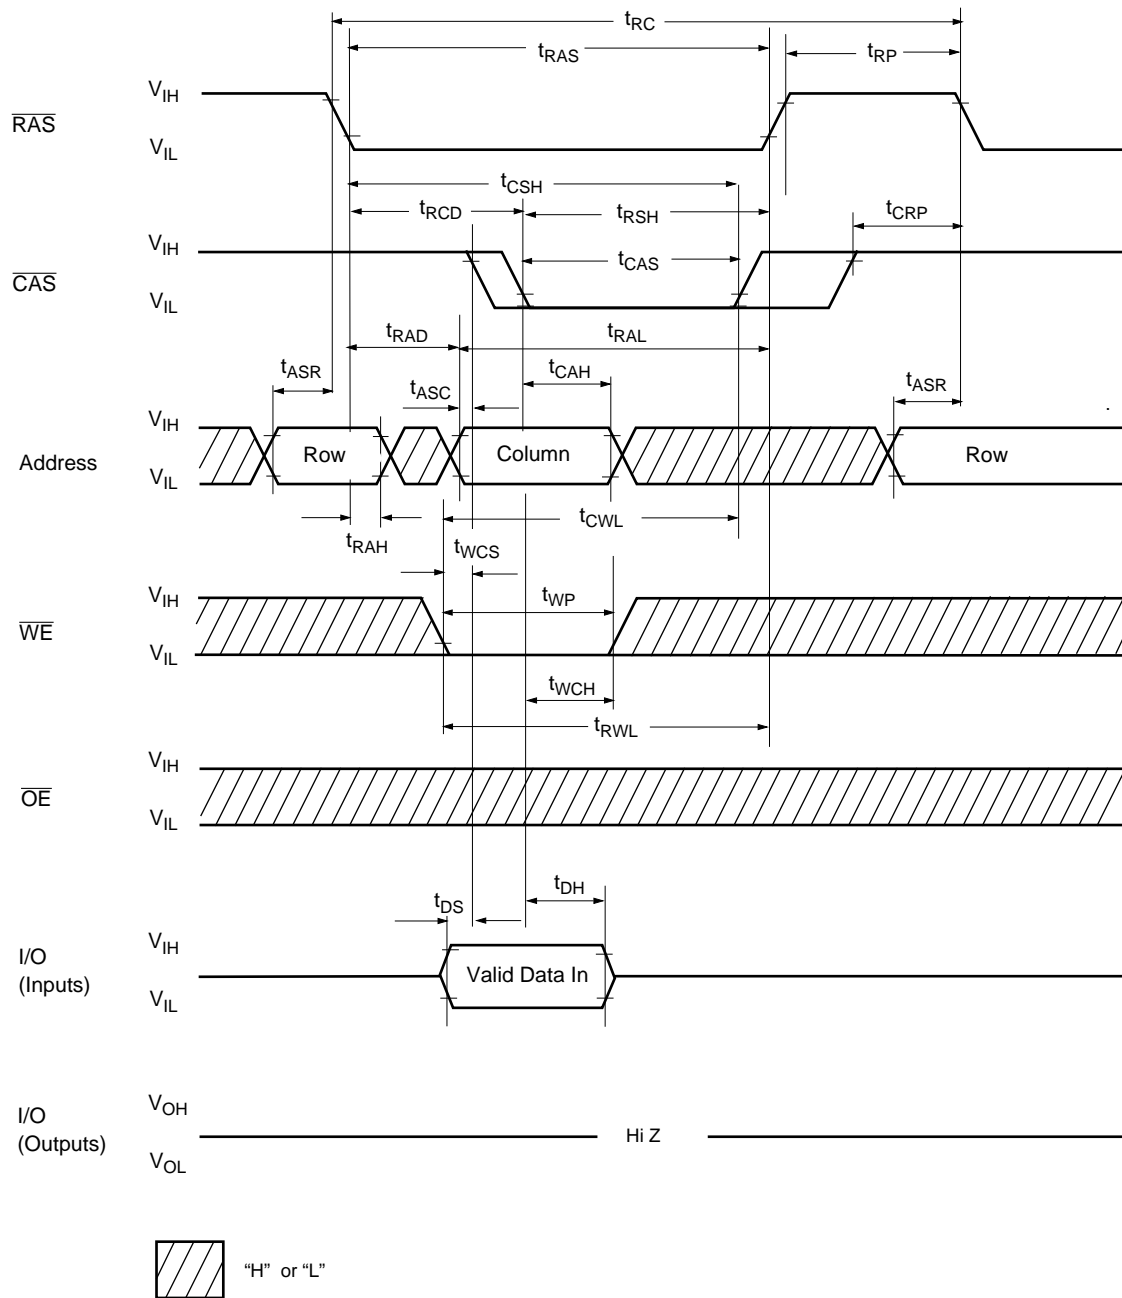 tRC
tRAS
tRP
VIH
RAS
VIL
tCSH
tRCD
tRSH
tCRP
VIH
CAS
tCAS
VIL
tRAD
tRAL
tASR
tASC
tCAH
tASR
VIH
Address
Row
Column
Row
VIL
tCWL
tRAH
tWCS
VIH
tWP
WE
VIL
tWCH
tRWL
VIH
OE
VIL
tDH
tDS
VIH
I/O
(Inputs)
Valid Data In
VIL
VOH
I/O
(Outputs)
Hi Z
VOL
“H” or “L”